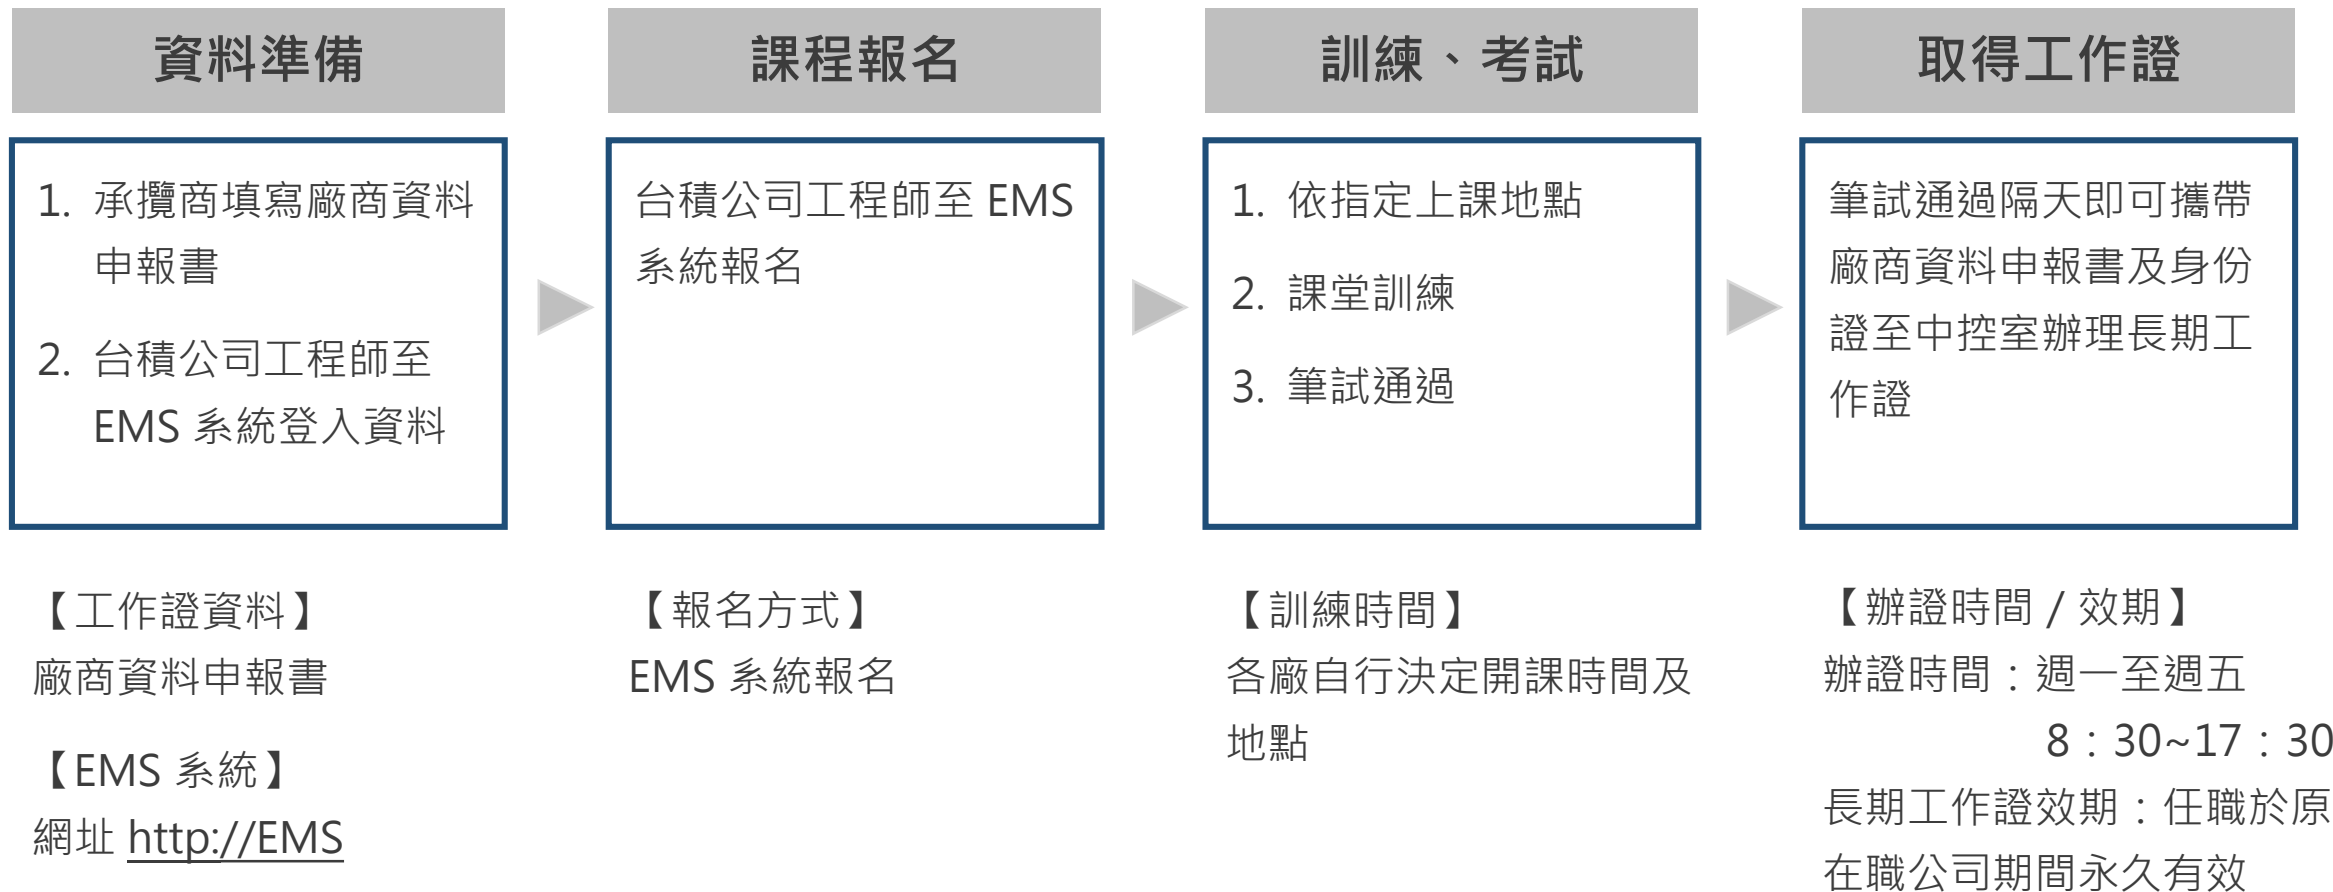 資料準備
1. 承攬商填寫廠商資料
申報書
2. 台積公司工程師至
EMS 系統登入資料
【工作證資料】
廠商資料申報書
【EMS 系統】
網址 http://EMS
課程報名
台積公司工程師至 EMS
系統報名
【報名方式】
EMS 系統報名
訓練、考試
1. 依指定上課地點
2. 課堂訓練
3. 筆試通過
【訓練時間】
各廠自行決定開課時間及
地點
取得工作證
筆試通過隔天即可攜帶
廠商資料申報書及身份
證至中控室辦理長期工
作證
【辦證時間 / 效期】
辦證時間：週一至週五
8：30~17：30
長期工作證效期：任職於原
在職公司期間永久有效